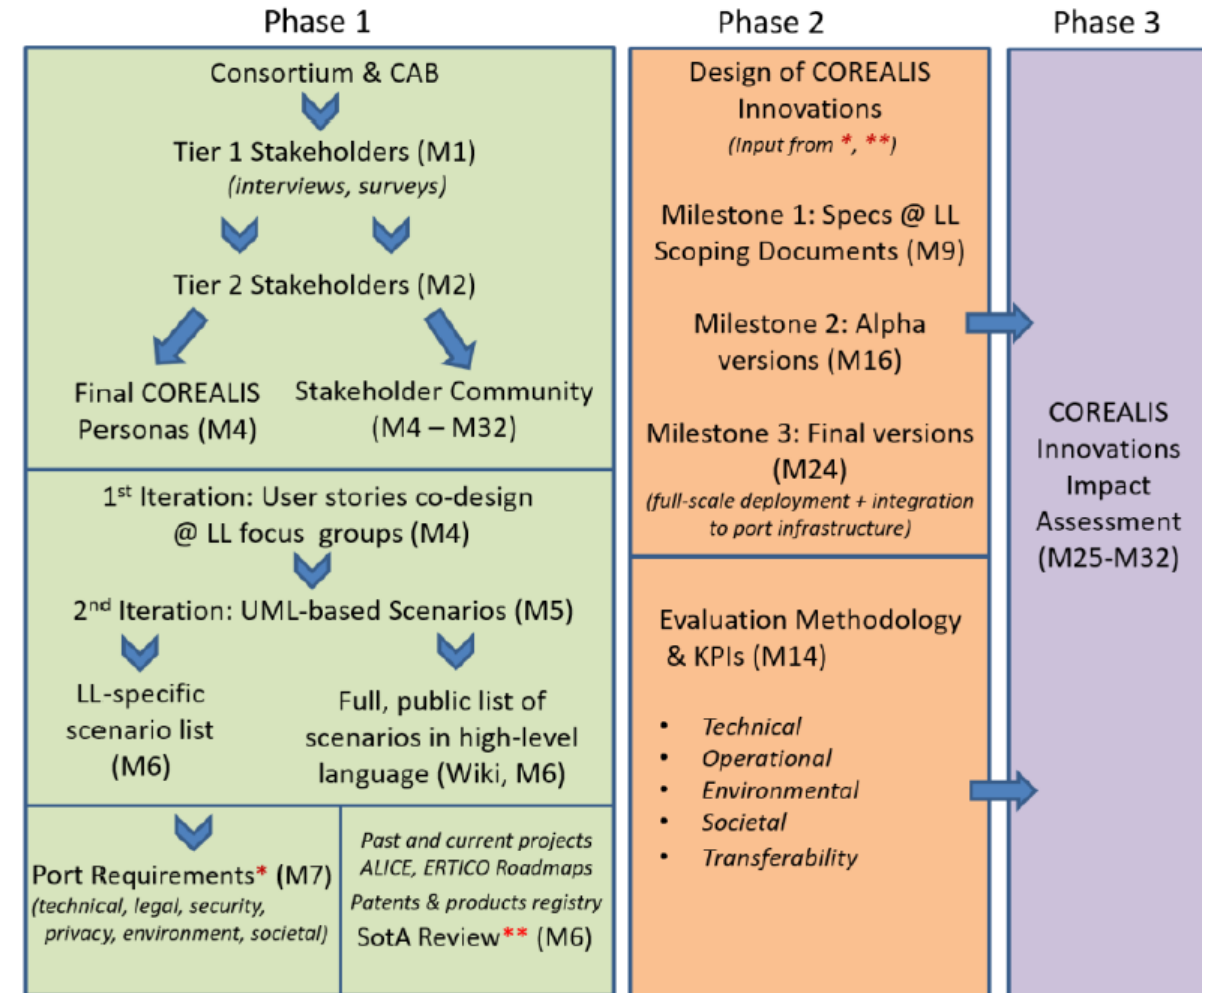 Phase 1
Consortium & CAB
Tier 1 Stakeholders (M1)
(interviews, surveys)
Tier 2 Stakeholders (M2)
Final COREALIS
Personas (M4)
Stakeholder Community
(M4 – M32)
1st Iteration: User stories co-design
@ LL focus groups (M4)
2nd Iteration: UML-based Scenarios (M5)
LL-specific
scenario list
(M6)
Full, public list of
scenarios in high-level
language (Wiki, M6)
Port Requirements* (M7)
(technical, legal, security,
privacy, environment, societal)
Past and current projects
ALICE, ERTICO Roadmaps
Patents & products registry
SotA Review** (M6)
Phase 2
Design of COREALIS
Innovations
(Input from *, **)
Milestone 1: Specs @ LL
Scoping Documents (M9)
Milestone 2: Alpha
versions (M16)
Milestone 3: Final versions
(M24)
(full-scale deployment + integration
to port infrastructure)
Evaluation Methodology
& KPIs (M14)
• Technical
• Operational
• Environmental
• Societal
• Transferability
Phase 3
COREALIS
Innovations
Impact
Assessment
(M25-M32)